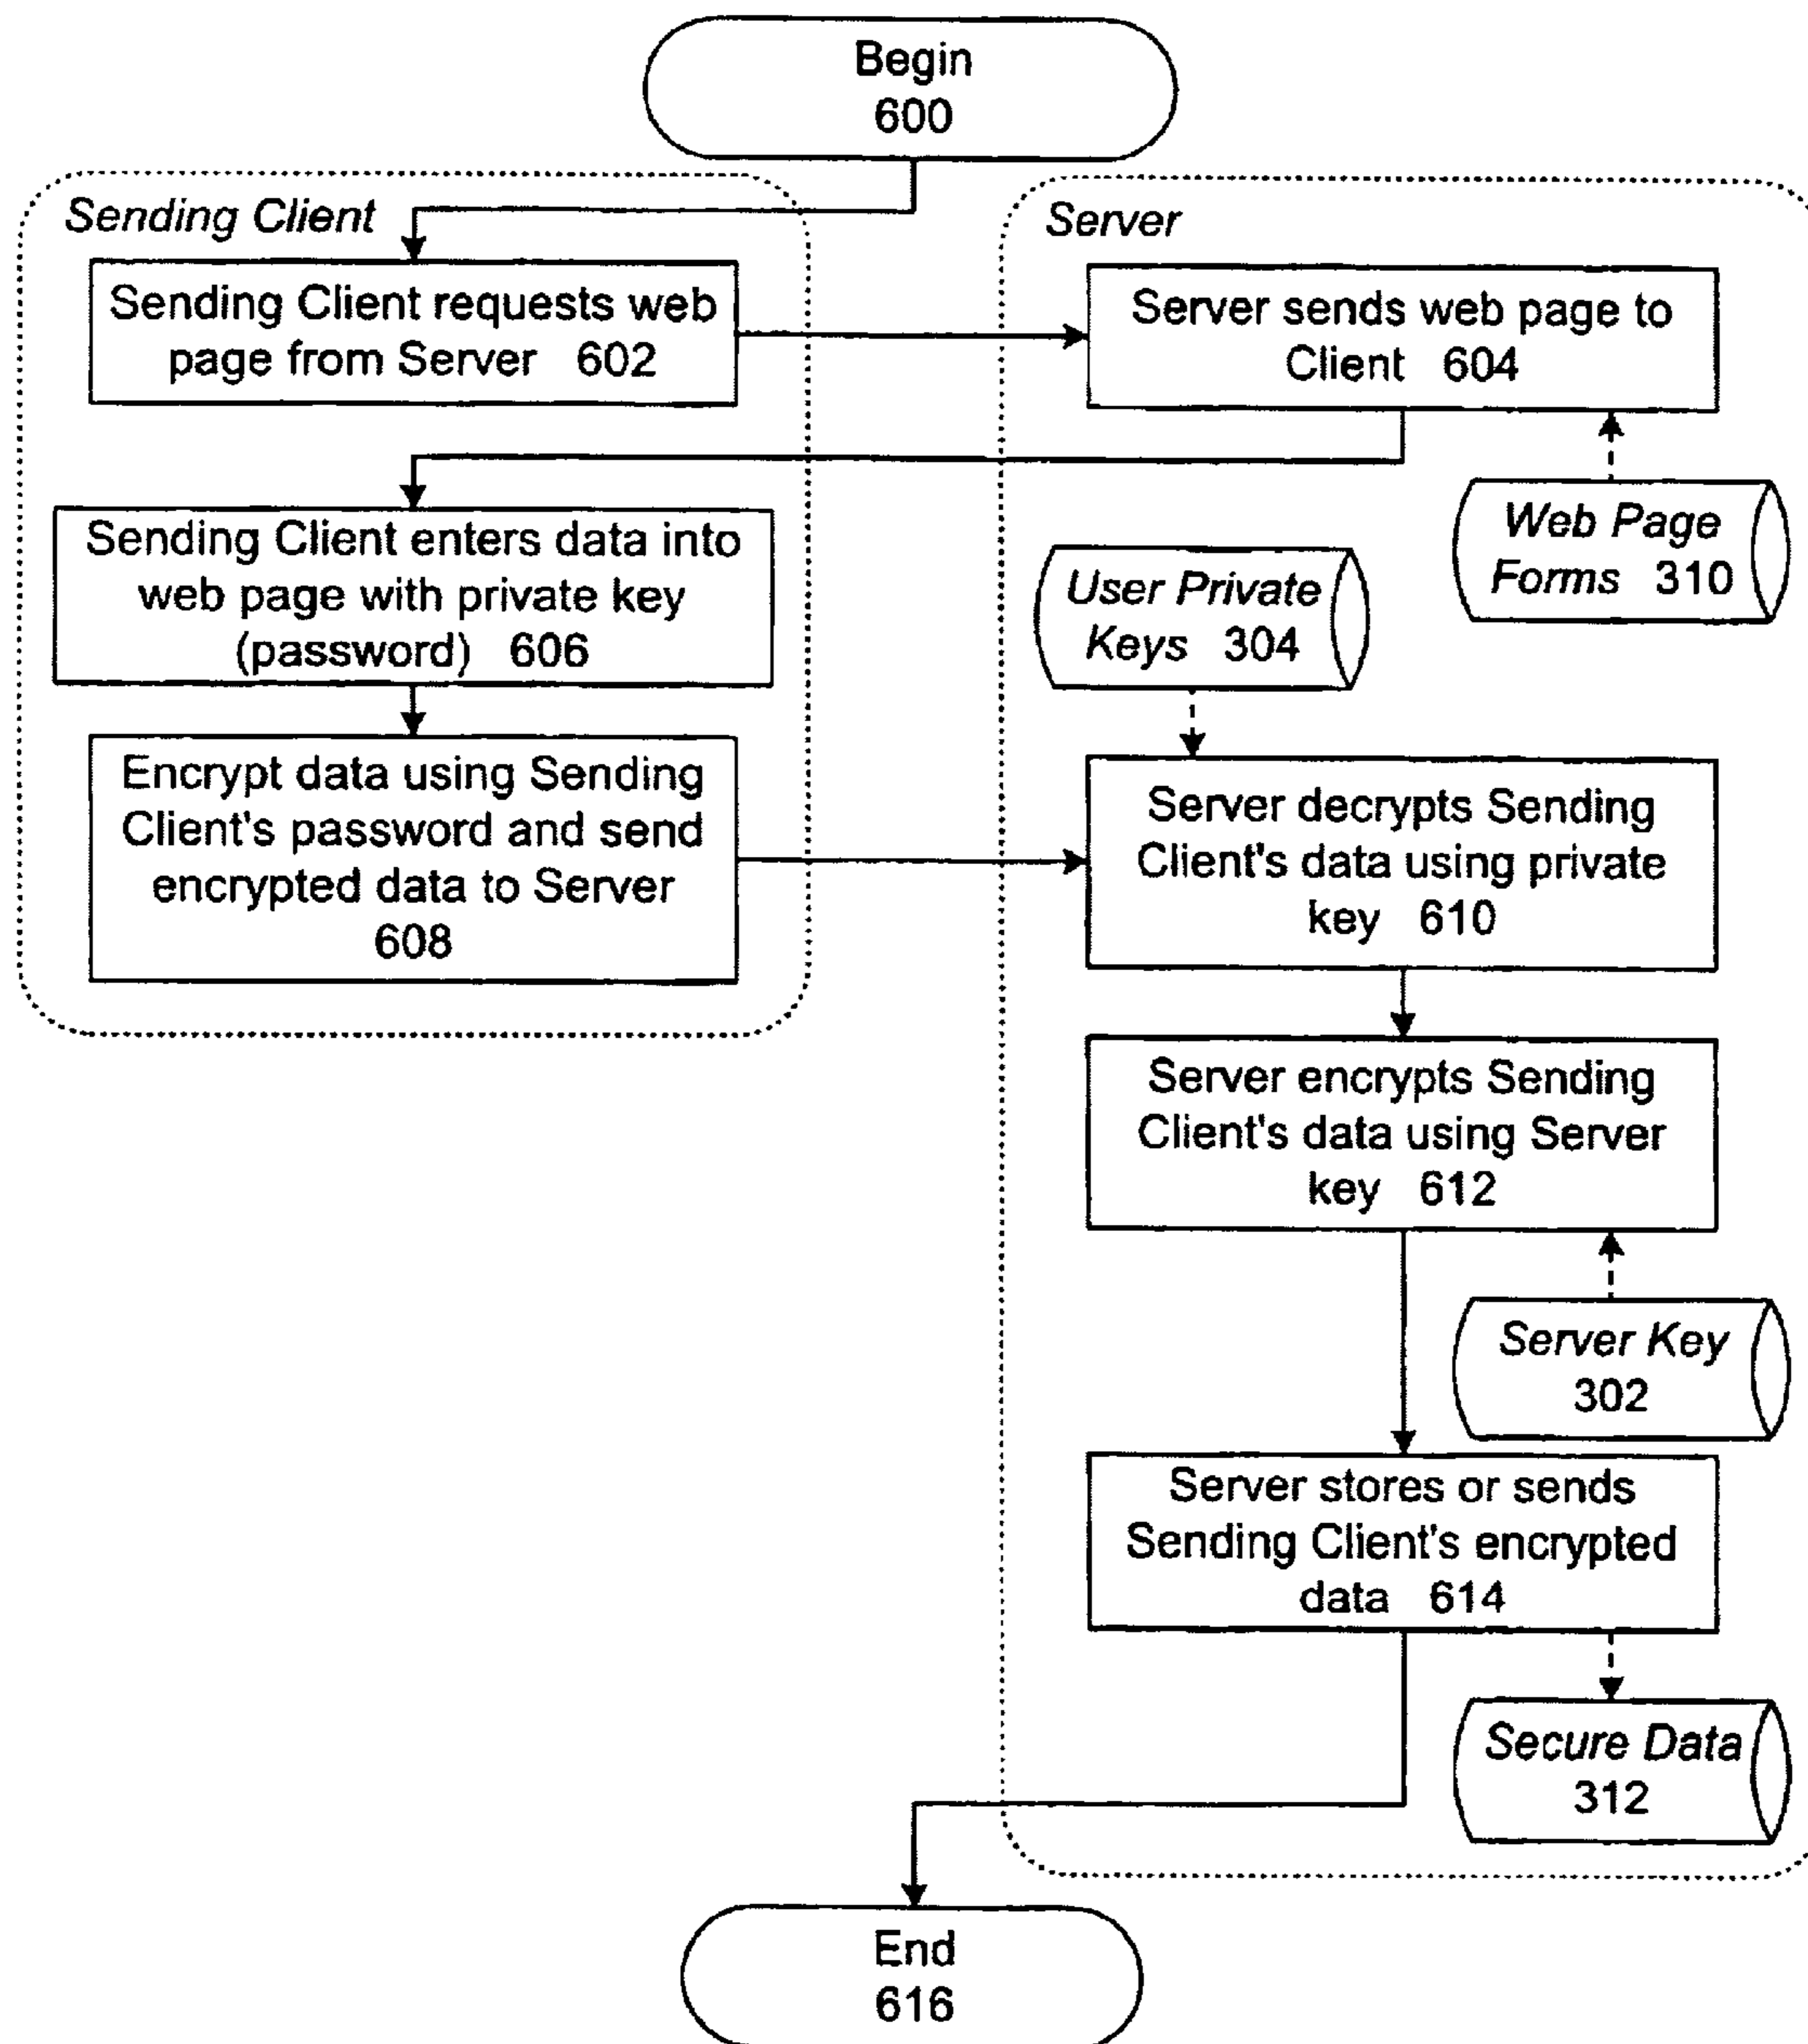 Begin
600
Sending Client
Server
Sending Client requests web
page from Server 602
Server sends web page to
Client 604
Web Page
Forms 310
Sending Client enters data into
web page with private key
(password) 606
User Private
Keys 304
Encrypt data using Sending
Client's password and send
encrypted data to Server
608
Server decrypts Sending
Client's data using private
key 610
Server encrypts Sending
Client's data using Server
key 612
Server Key
302
Server stores or sends
Sending Client's encrypted
data 614
Secure Data
312
End
616